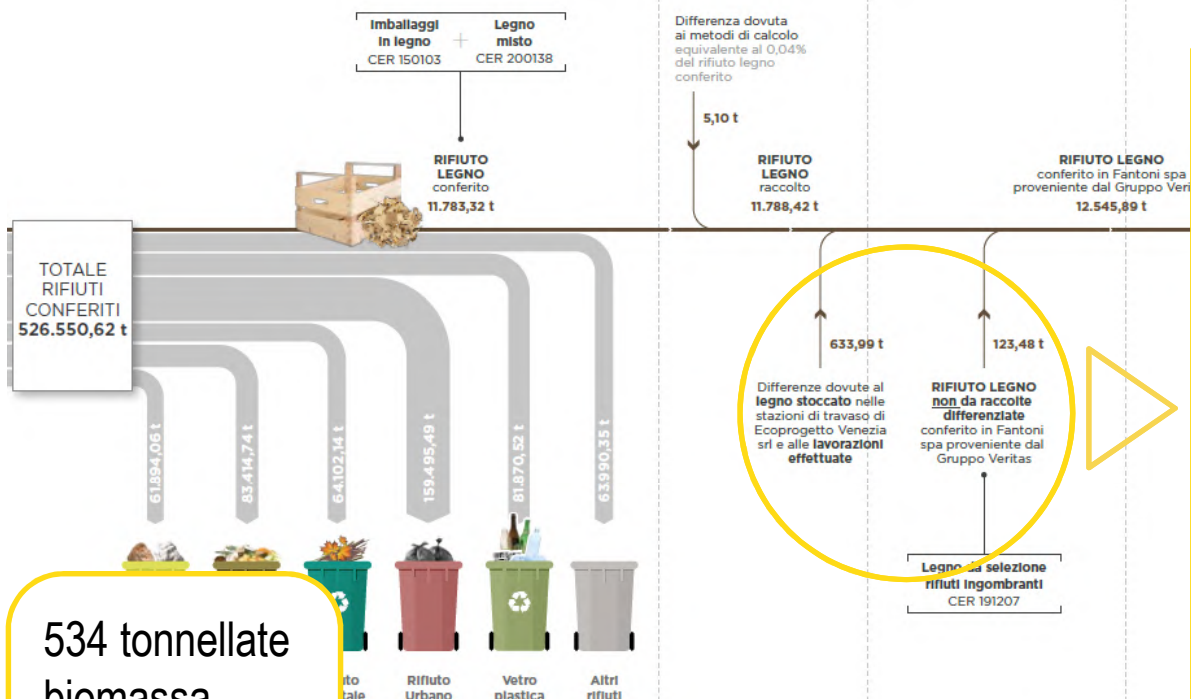 Imballaggi
in legno
CER 150103
+
Legno
misto
CER 200138
Differenza dovuta
ai metodi di calcolo
equivalente al 0,04%
del rifiuto legno
conferito
5,10 t
RIFIUTO
LEGNO
conferito
11.783,32 t
RIFIUTO
LEGNO
raccolto
11.788,42 t
RIFIUTO LEGNO
conferito in Fantoni spa
proveniente dal Gruppo Veri
12.545,89 t
TOTALE
RIFIUTI
CONFERITI
526.550,62 t
633,99 t
123,48 t
Differenze dovute al
legno stoccato nelle
stazioni di travaso di
Ecoprogetto Venezia
srl e alle lavorazioni
effettuate
RIFIUTO LEGNO
non da raccolte
differenziate
conferito in Fantoni
spa proveniente dal
Gruppo Veritas
61.894,06 t
83.414,74 t
64.102,14 t
159.495,49 t
81.870,52 t
63.990,35 t
Legno da selezione
rifiuti ingombranti
CER 191207
534 tonnellate
biomassa
Rifiuto
Urbano
Vetro
plastica
Altri
rifiuti